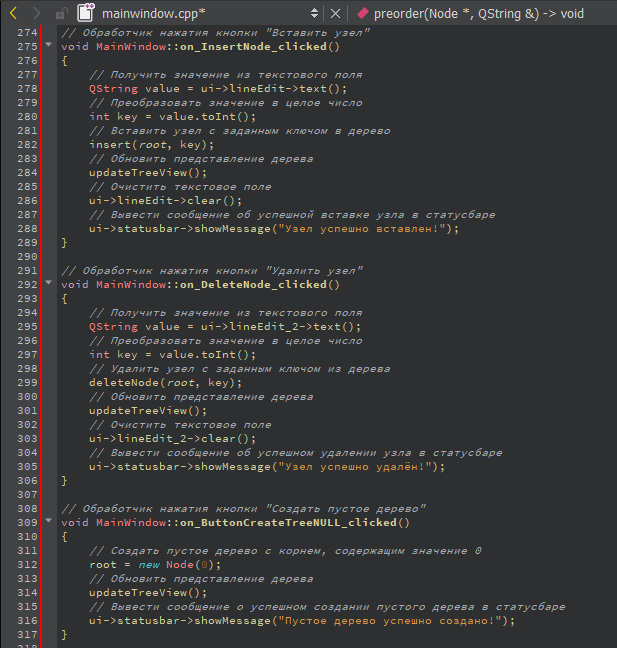 mainwindow.cpp* preorder(Node *, QString &) -> void
274 // Обработчик нажатия кнопки "Вставить узел"
275 void MainWindow::on_InsertNode_clicked()
276 {
277     // Получить значение из текстового поля
278     QString value = ui->lineEdit->text();
279     // Преобразовать значение в целое число
280     int key = value.toInt();
281     // Вставить узел с заданным ключом в дерево
282     insert(root, key);
283     // Обновить представление дерева
284     updateTreeView();
285     // Очистить текстовое поле
286     ui->lineEdit->clear();
287     // Вывести сообщение об успешной вставке узла в статусбаре
288     ui->statusbar->showMessage("Узел успешно вставлен!");
289 }
290
291 // Обработчик нажатия кнопки "Удалить узел"
292 void MainWindow::on_DeleteNode_clicked()
293 {
294     // Получить значение из текстового поля
295     QString value = ui->lineEdit_2->text();
296     // Преобразовать значение в целое число
297     int key = value.toInt();
298     // Удалить узел с заданным ключом из дерева
299     deleteNode(root, key);
300     // Обновить представление дерева
301     updateTreeView();
302     // Очистить текстовое поле
303     ui->lineEdit_2->clear();
304     // Вывести сообщение об успешном удалении узла в статусбаре
305     ui->statusbar->showMessage("Узел успешно удалён!");
306 }
307
308 // Обработчик нажатия кнопки "Создать пустое дерево"
309 void MainWindow::on_ButtonCreateTreeNULL_clicked()
310 {
311     // Создать пустое дерево с корнем, содержащим значение 0
312     root = new Node(0);
313     // Обновить представление дерева
314     updateTreeView();
315     // Вывести сообщение о успешном создании пустого дерева в статусбаре
316     ui->statusbar->showMessage("Пустое дерево успешно создано!");
317 }